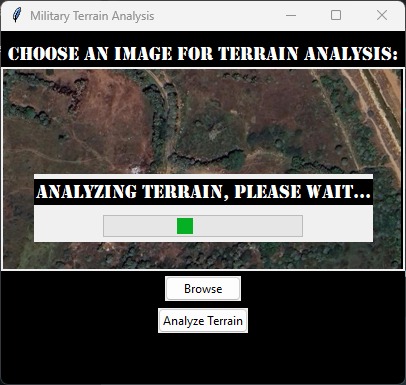 Military Terrain Analysis
CHOOSE AN IMAGE FOR TERRAIN ANALYSIS:
ANALYZING TERRAIN, PLEASE WAIT...
Browse
Analyze Terrain